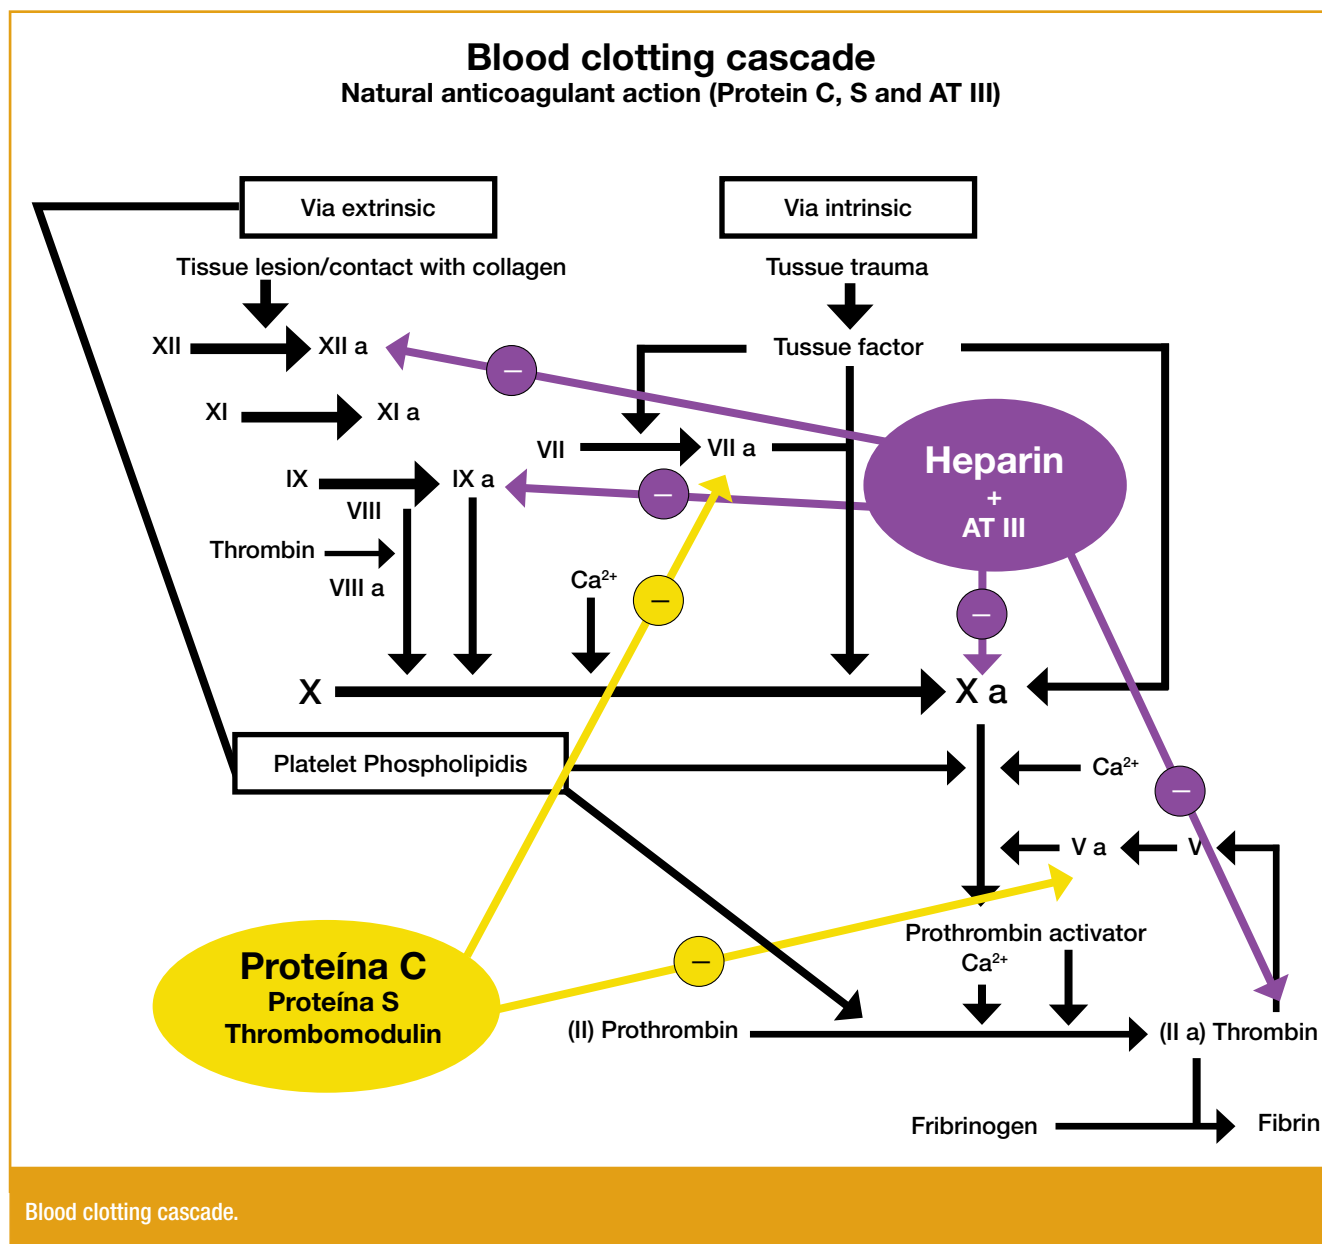 Blood clotting cascade
Natural anticoagulant action (Protein C, S and AT III)
Via extrinsic
Via intrinsic
Tissue lesion/contact with collagen
Tussue trauma
XII
XII a
Tussue factor
XI
XI a
VII
VII a
Heparin
+
AT III
IX
IX a
VIII
Thrombin
VIII a
Ca2+
X
X a
Platelet Phospholipidis
Ca2+
V a
V
Prothrombin activator
Ca2+
Proteína C
Proteína S
Thrombomodulin
(II) Prothrombin
(II a) Thrombin
Fribrinogen
Fibrin
Blood clotting cascade.